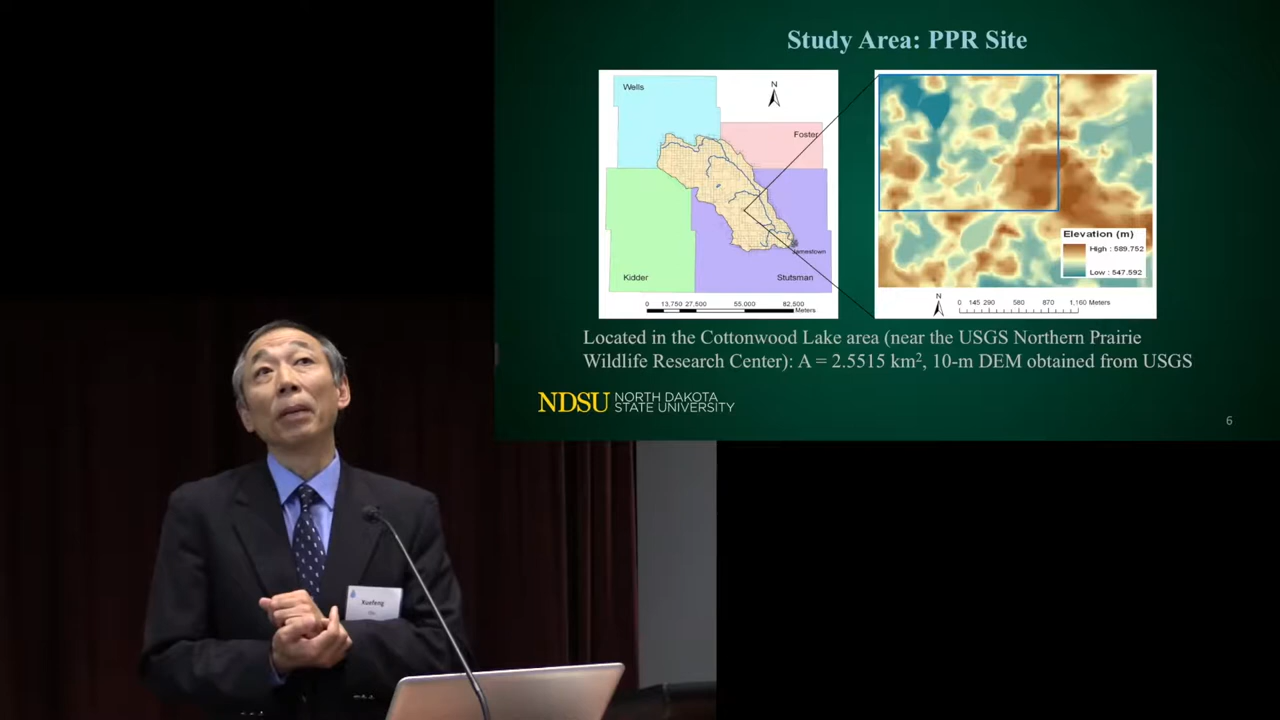 Study Area: PPR Site
Wells
N
Foster
Kidder
Stutsman
Jamestown
0 13,750 27,500 55,000 82,500
Meters
Elevation (m)
High : 589.752
Low : 547.592
N
0 145 290 580 870 1,160 Meters
Located in the Cottonwood Lake area (near the USGS Northern Prairie
Wildlife Research Center): A = 2.5515 km², 10-m DEM obtained from USGS
NDSU NORTH DAKOTA
STATE UNIVERSITY
6
Xuefeng